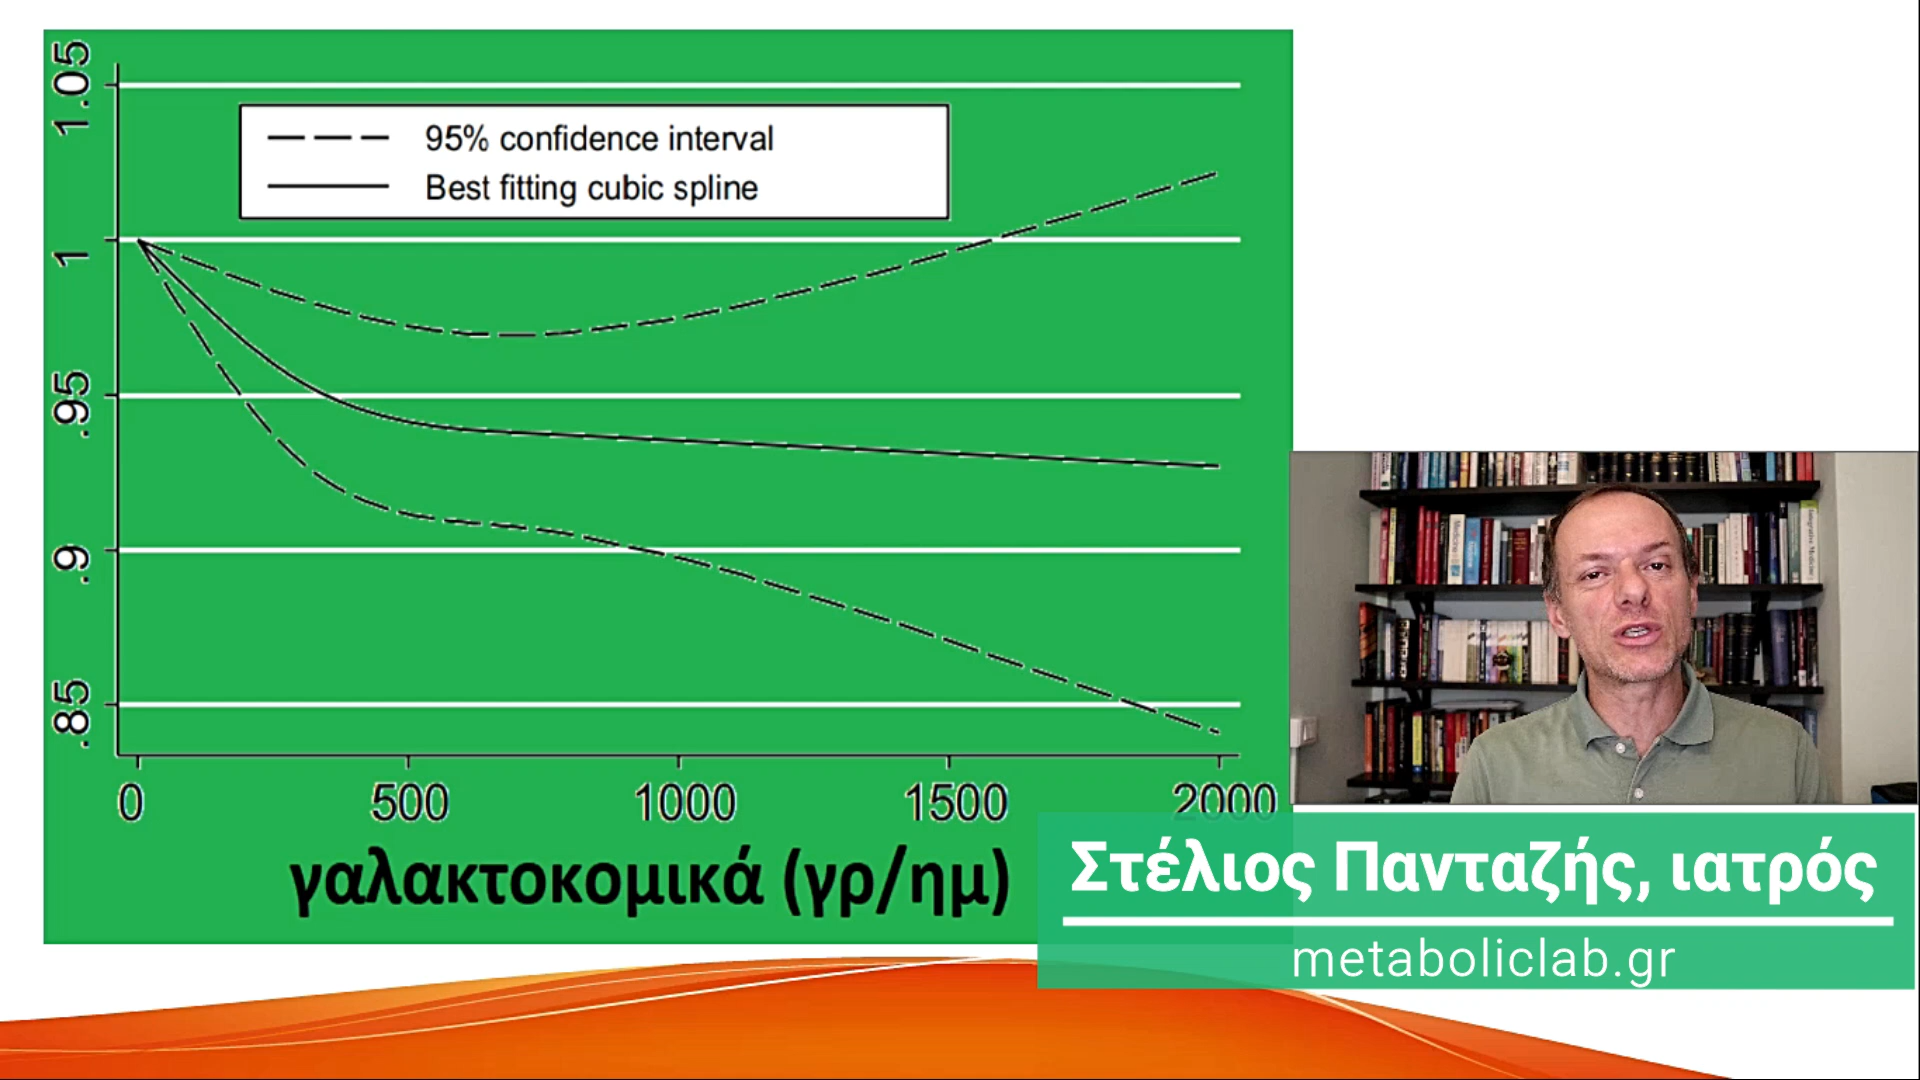 1.05
95% confidence interval
Best fitting cubic spline
1
.95
.9
.85
0 500 1000 1500 2000
γαλακτοκομικά (γρ/ημ)
Στέλιος Πανταζής, ιατρός
metaboliclab.gr